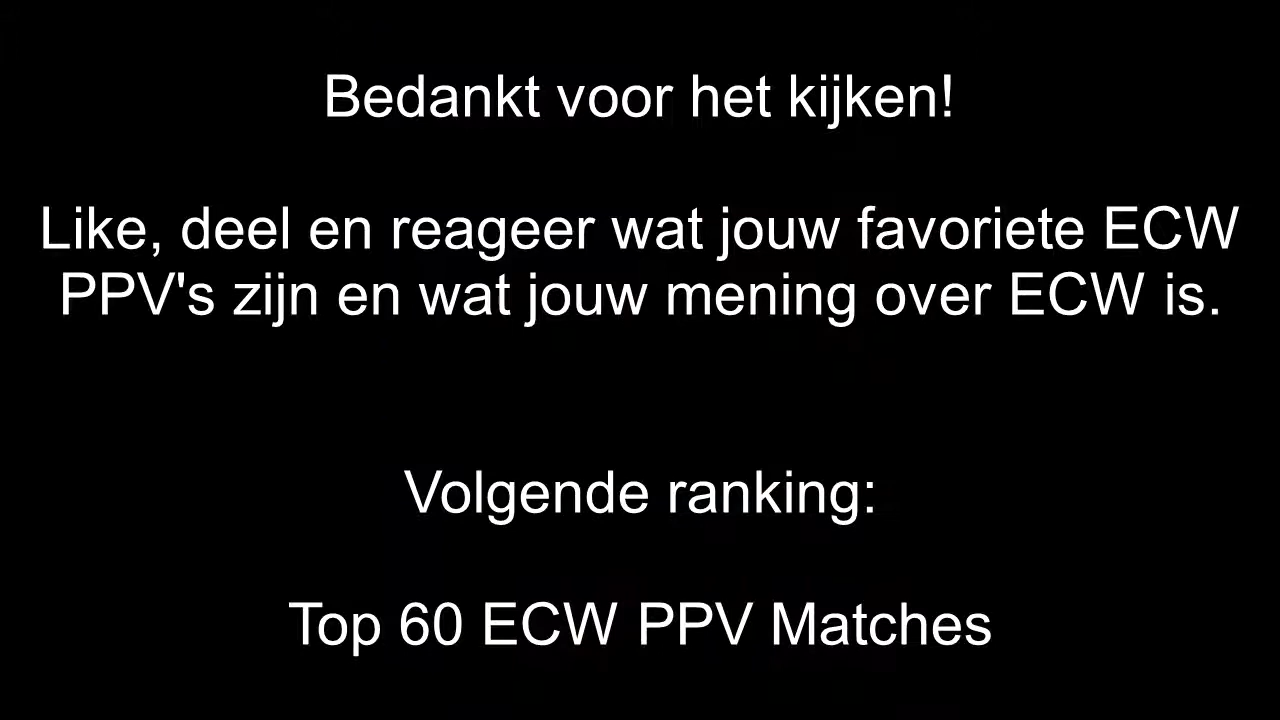 Bedankt voor het kijken!
Like, deel en reageer wat jouw favoriete ECW
PPV's zijn en wat jouw mening over ECW is.
Volgende ranking:
Top 60 ECW PPV Matches